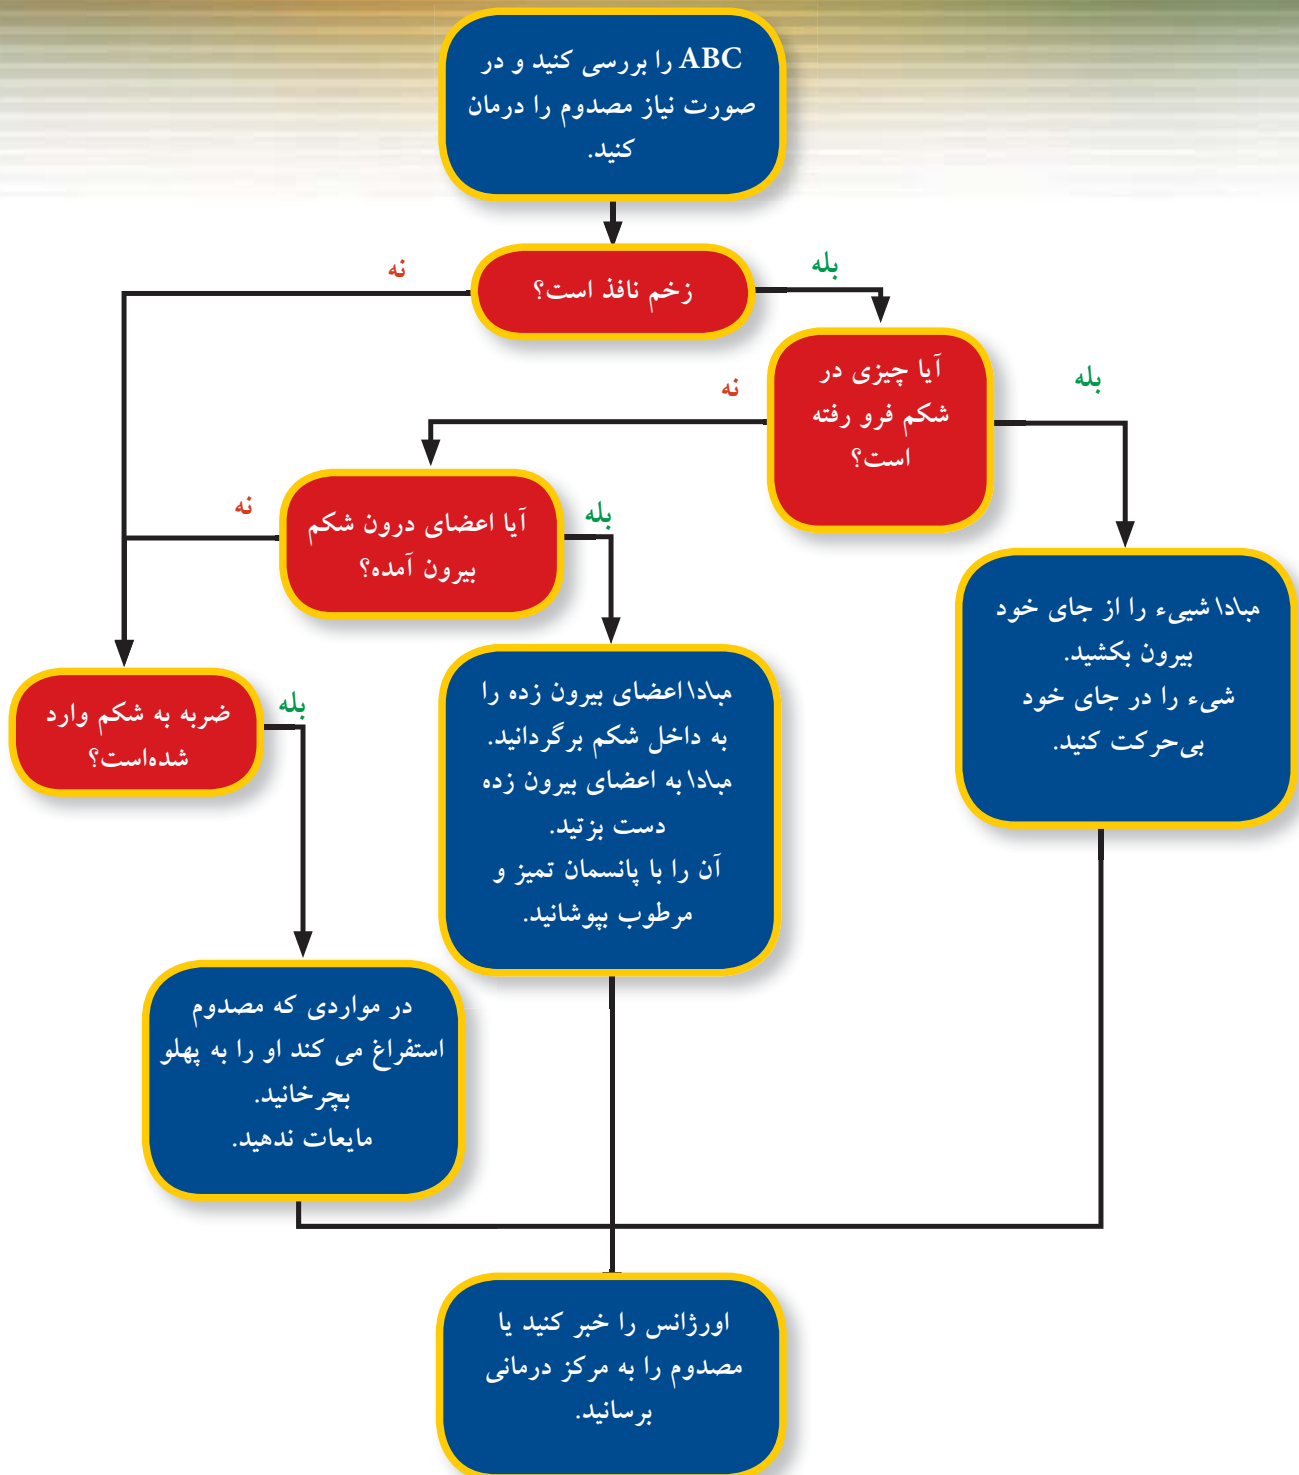 ABC را بررسی کنید و در
صورت نیاز مصدوم را درمان
کنید.
زخم نافذ است؟
نه
بله
آیا چیزی در
شکم فرو رفته
است؟
نه
بله
آیا اعضای درون شکم
بیرون آمده؟
نه
بله
مبادا شییء را از جای خود
بیرون بکشید.
شیء را در جای خود
بی‌حرکت کنید.
مبادا اعضای بیرون زده را
به داخل شکم برگردانید.
مبادا به اعضای بیرون زده
دست بزتید.
آن را با پانسمان تمیز و
مرطوب بپوشانید.
ضربه به شکم وارد
شده‌است؟
بله
در مواردی که مصدوم
استفراغ می کند او را به پهلو
بچرخانید.
مایعات ندهید.
اورژانس را خبر کنید یا
مصدوم را به مرکز درمانی
برسانید.